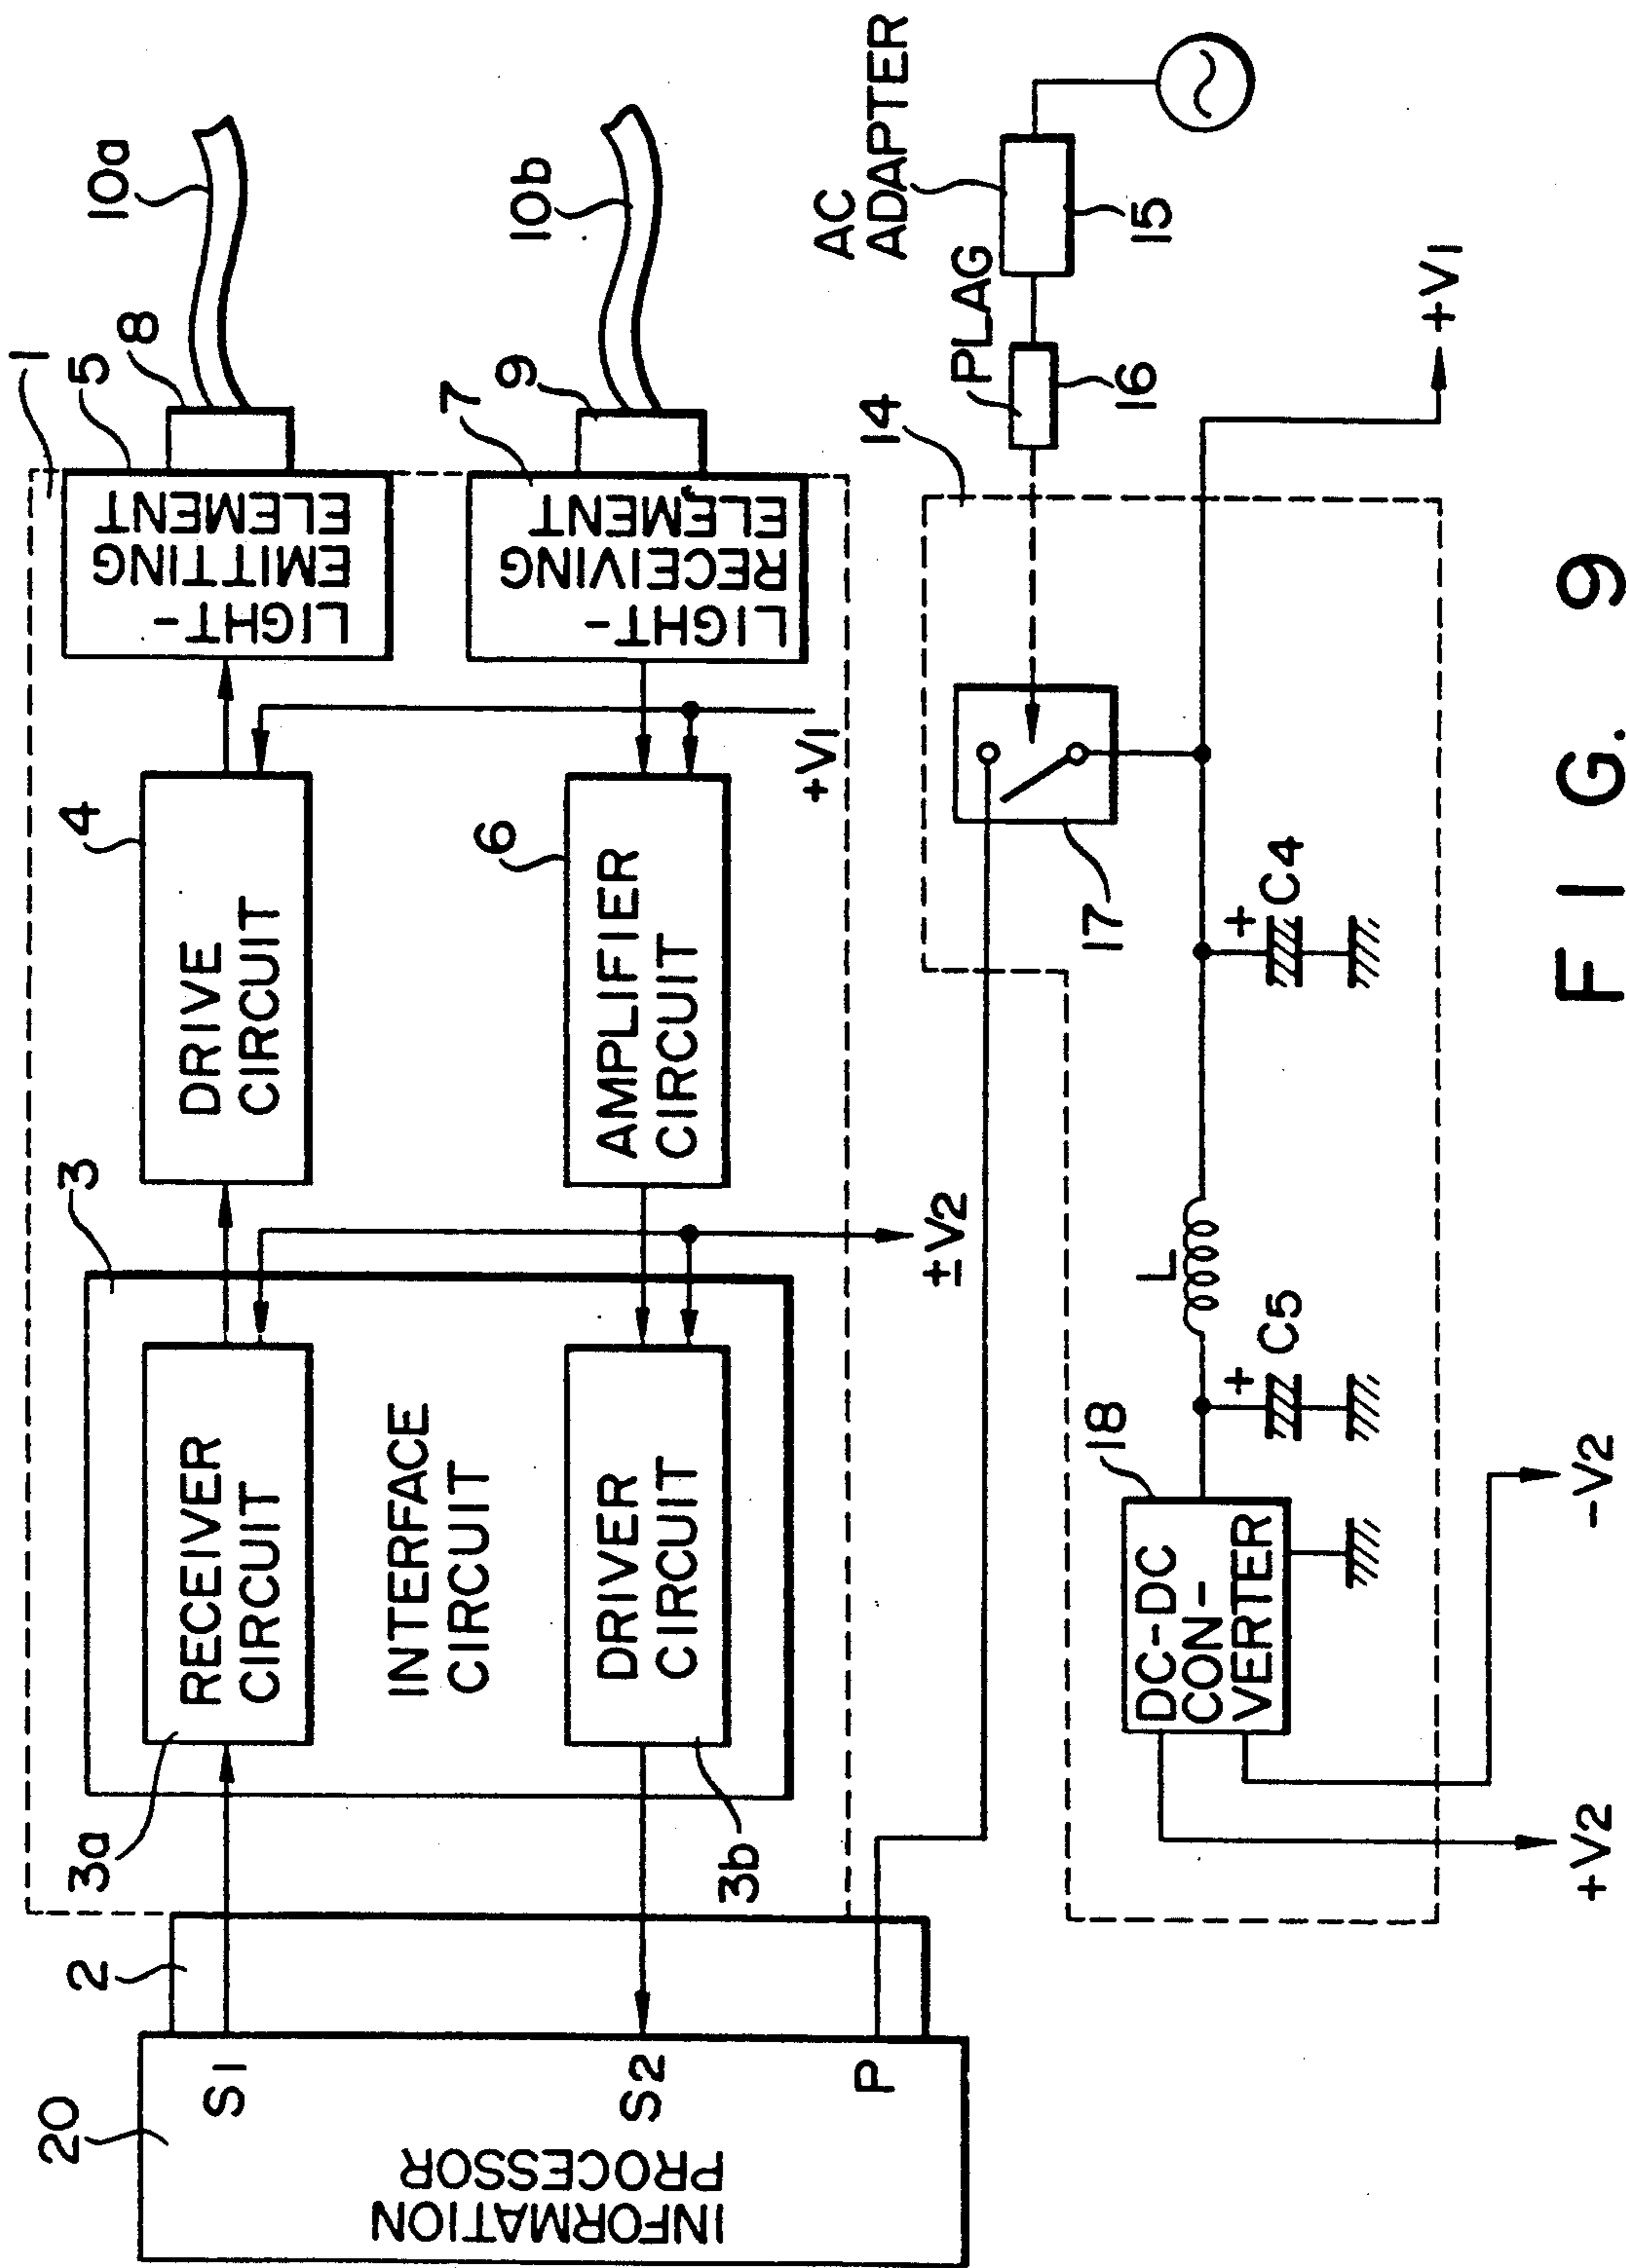 20
INFORMATION
PROCESSOR
S1
S2
P
2
3a
3
RECEIVER
CIRCUIT
INTERFACE
CIRCUIT
DRIVER
CIRCUIT
3b
4
DRIVE
CIRCUIT
6
AMPLIFIER
CIRCUIT
±V2
+V1
1
5
LIGHT-
EMITTING
ELEMENT
8
10a
7
LIGHT-
RECEIVING
ELEMENT
9
10b
14
17
PLAG
16
AC
ADAPTER
15
18
DC-DC
CON-
VERTER
+
C5
L
+
C4
+V1
+V2
-V2
FIG. 9